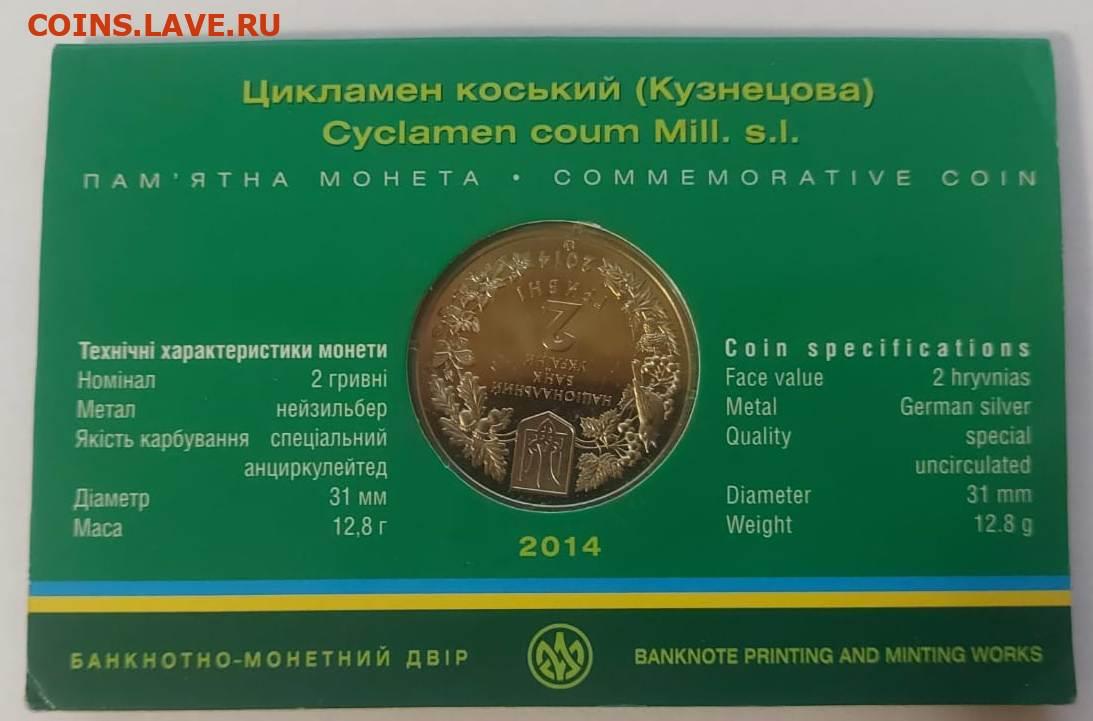 COINS.LAVE.RU
Цикламен коський (Кузнецова)
Cyclamen coum Mill. s.l.
ПАМ'ЯТНА МОНЕТА • COMMEMORATIVE COIN
Технічні характеристики монети
Номінал 2 гривні
Метал нейзильбер
Якість карбування спеціальний
анциркулейтед
Діаметр 31 мм
Маса 12,8 г
НАЦІОНАЛЬНИЙ
БАНК
УКРАЇНИ
2
ГРИВНІ
2014
Coin specifications
Face value 2 hryvnias
Metal German silver
Quality special
uncirculated
Diameter 31 mm
Weight 12.8 g
2014
БАНКНОТНО-МОНЕТНИЙ ДВІР
BANKNOTE PRINTING AND MINTING WORKS